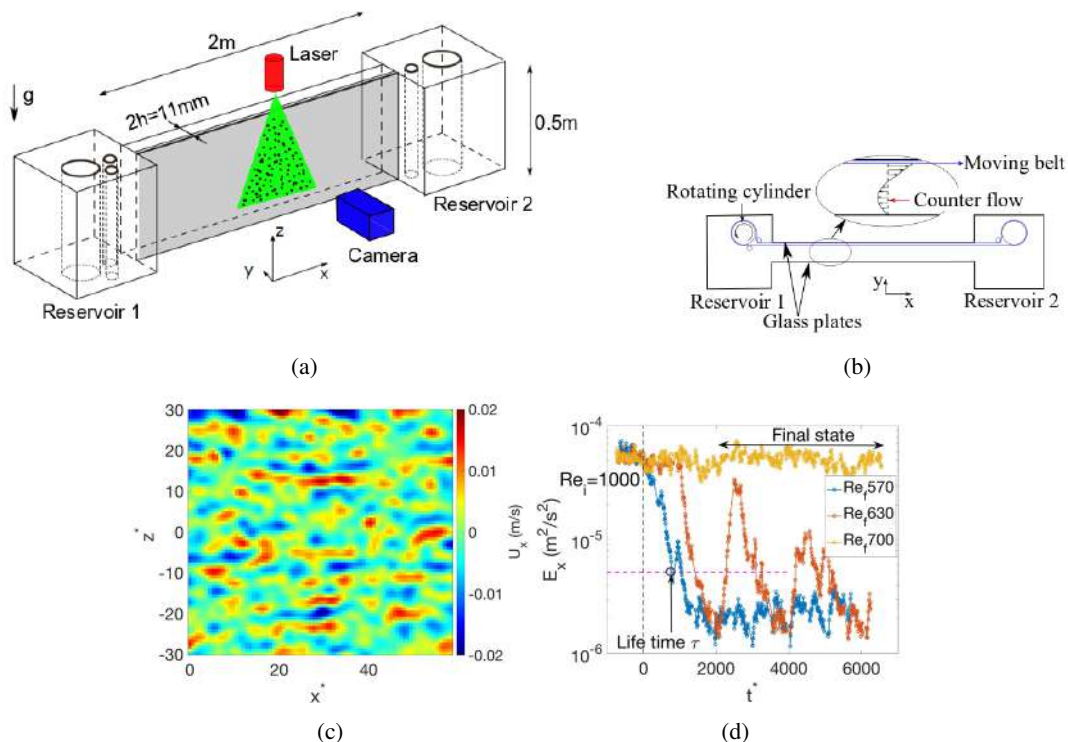 2m
Laser
g
2h=11mm
0.5m
Reservoir 2
Camera
z
y
x
Reservoir 1
(a)
Moving belt
Rotating cylinder
Counter flow
Reservoir 1
y
x
Reservoir 2
Glass plates
(b)
30
20
10
0
-10
-20
-30
z*
0
20
40
x*
0.02
0.01
0
-0.01
-0.02
U_x (m/s)
(c)
10^-4
10^-5
10^-6
E_x (m^2/s^2)
Final state
Re_i=1000
Re_f570
Re_f630
Re_f700
Life time τ
0
2000
4000
6000
t*
(d)